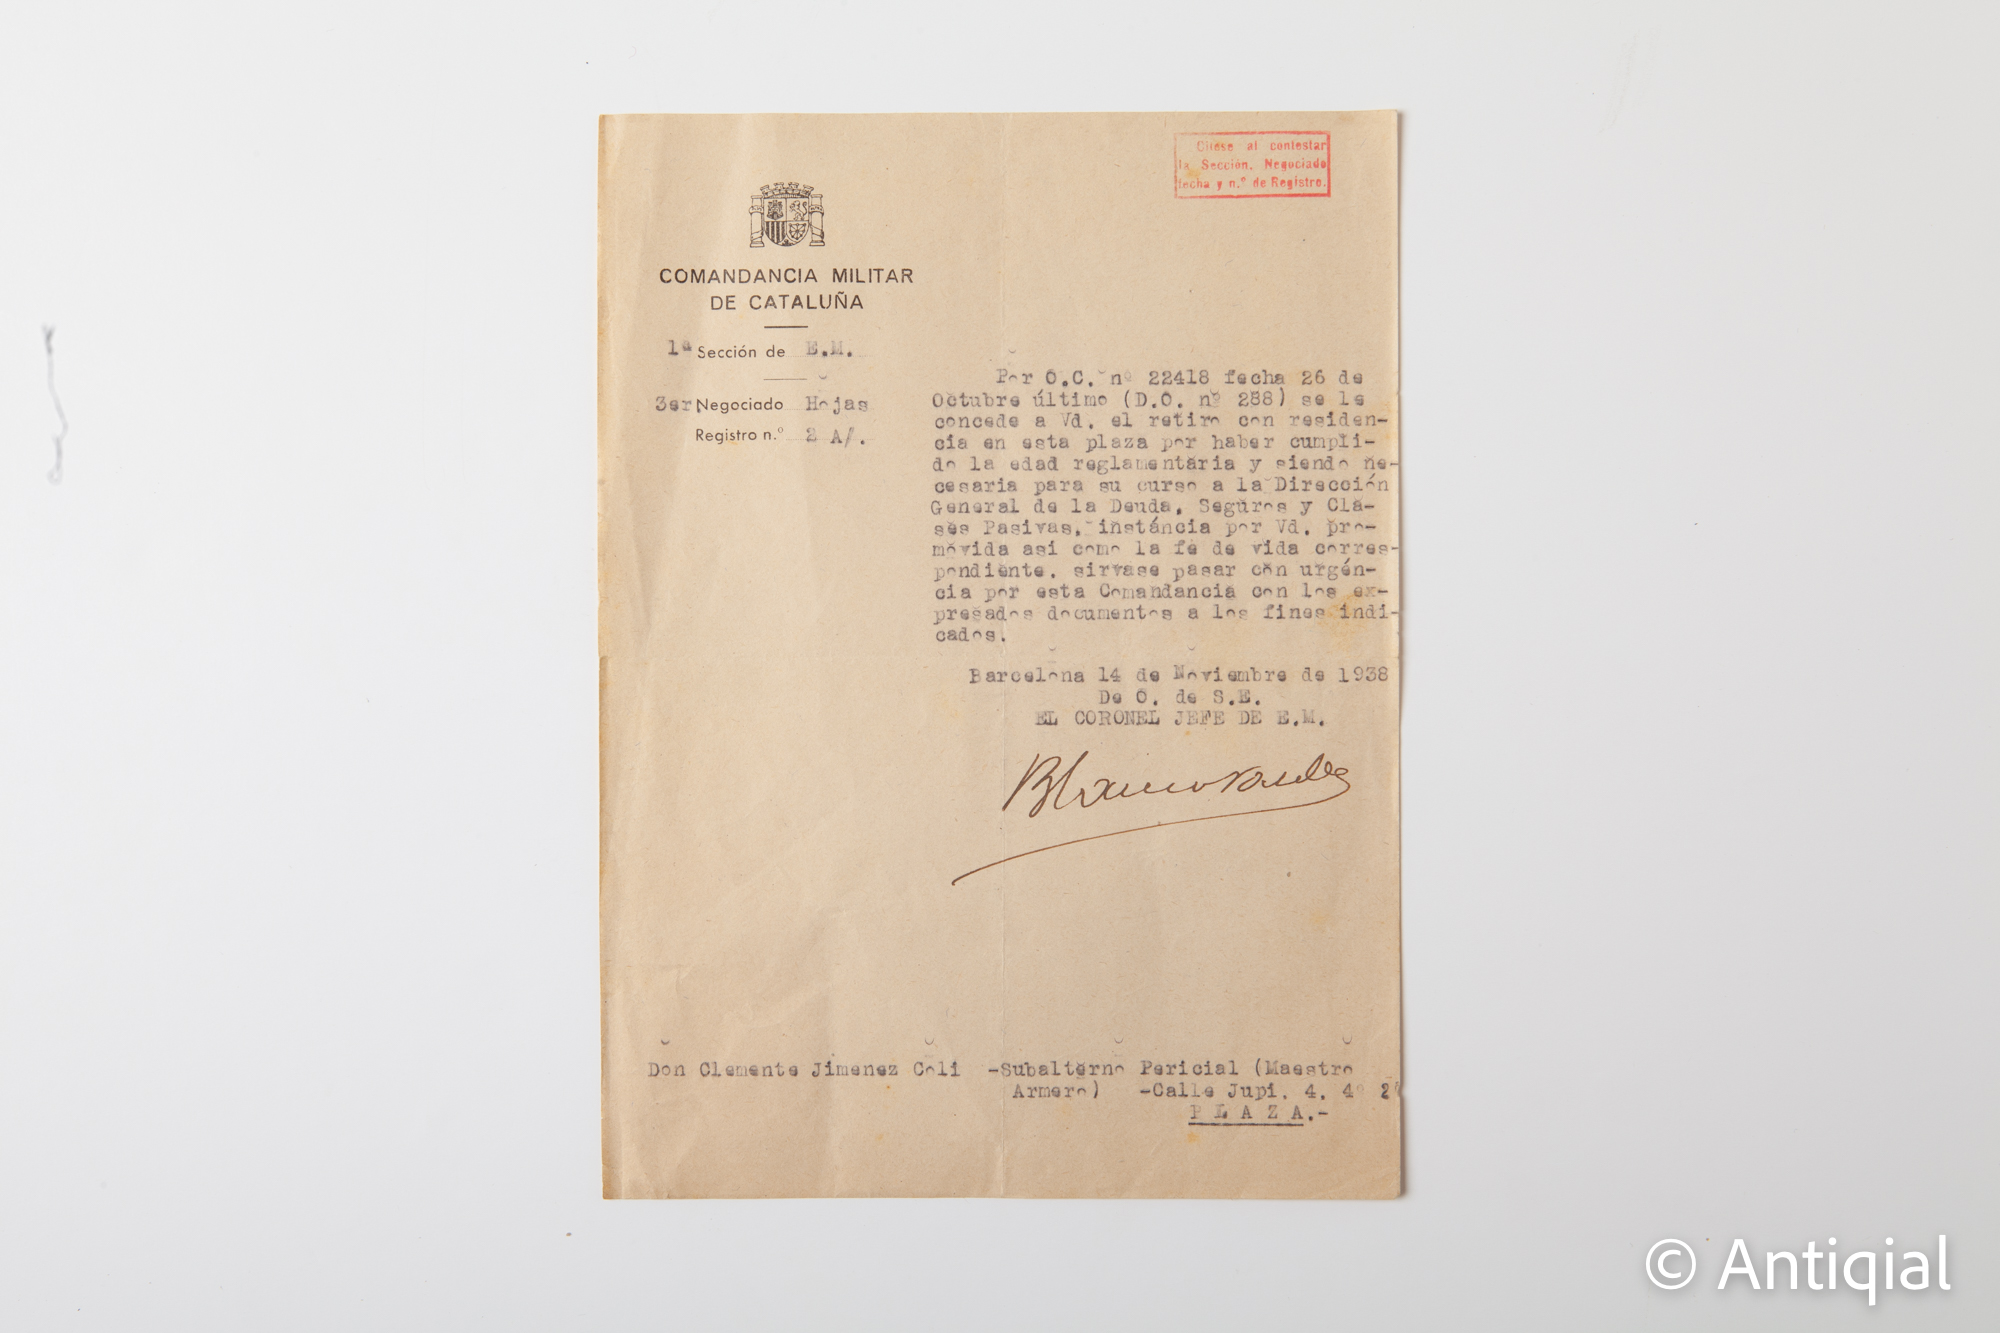 Citese al contestar
la Sección, Negociado
fecha y n.º de Registro.
COMANDANCIA MILITAR
DE CATALUÑA
1ª Sección de E.M.
3er Negociado Hojas
Registro n.º 2 A/.
Por O.C. nº 22418 fecha 26 de
Octubre último (D.O. nº 288) se le
concede a Vd. el retiro con residen-
cia en esta plaza por haber cumpli-
do la edad reglamentária y siendo ne-
cesaria para su curso a la Dirección
General de la Deuda, Seguros y Cla-
ses Pasivas, instáncia por Vd. pro-
movida asi como la fé de vida corres-
pondiente, sirvase pasar con urgén-
cia por esta Comandancia con los ex-
presados documentos a los fines indi-
cados.
Barcelona 14 de Noviembre de 1938
De O. de S.E.
EL CORONEL JEFE DE E.M.
Don Clemente Jimenez Coli -Subalterno Pericial (Maestro
Armero) -Calle Jupi. 4. 4º 2ª
P L A Z A.-
© Antiqial